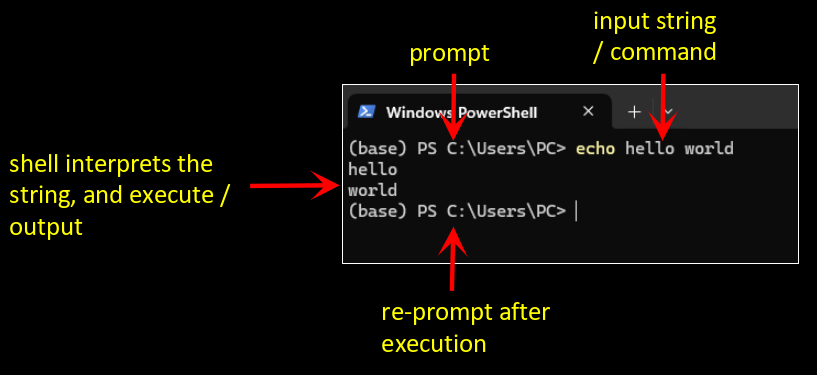 input string
/ command
prompt
Windows PowerShell
(base) PS C:\Users\PC> echo hello world
hello
world
(base) PS C:\Users\PC>
shell interprets the
string, and execute /
output
re-prompt after
execution